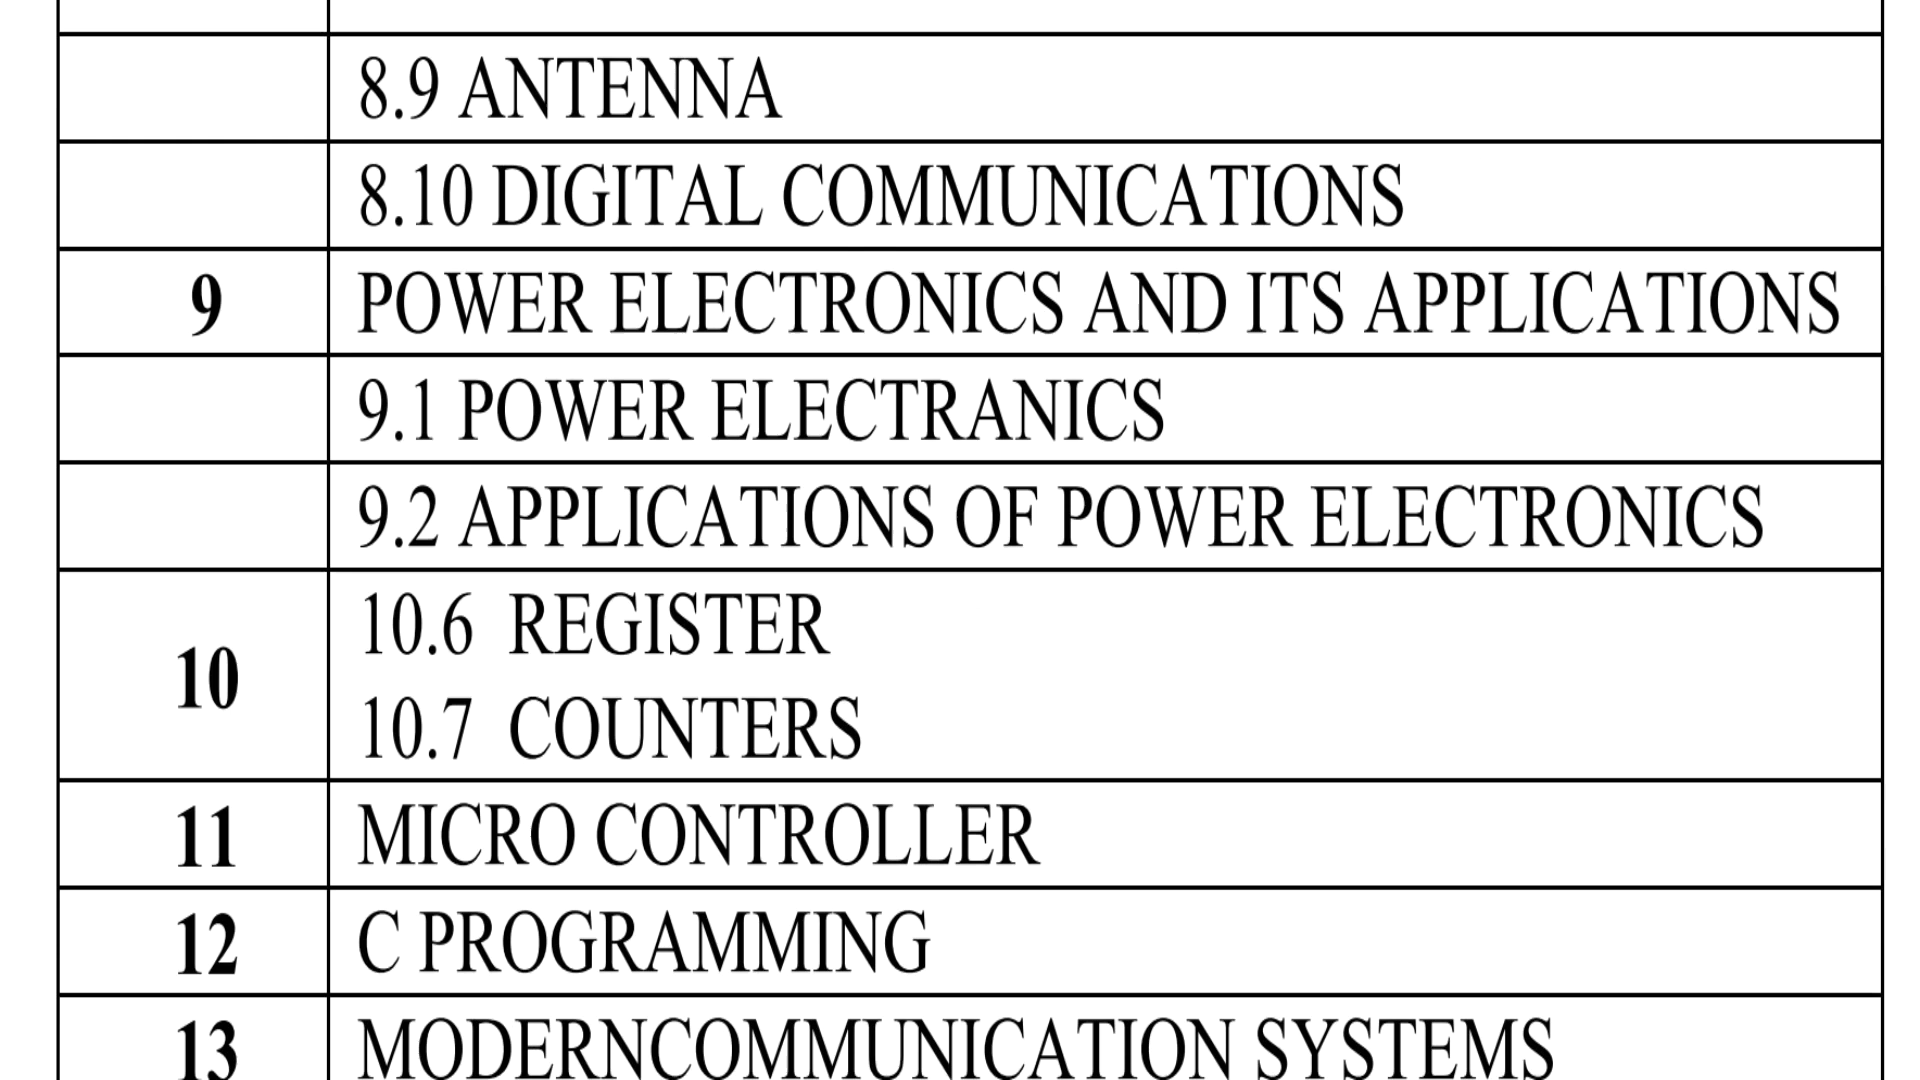 8.9 ANTENNA
8.10 DIGITAL COMMUNICATIONS
9 POWER ELECTRONICS AND ITS APPLICATIONS
9.1 POWER ELECTRANICS
9.2 APPLICATIONS OF POWER ELECTRONICS
10
10.6 REGISTER
10.7 COUNTERS
11 MICRO CONTROLLER
12 C PROGRAMMING
13 MODERNCOMMUNICATION SYSTEMS